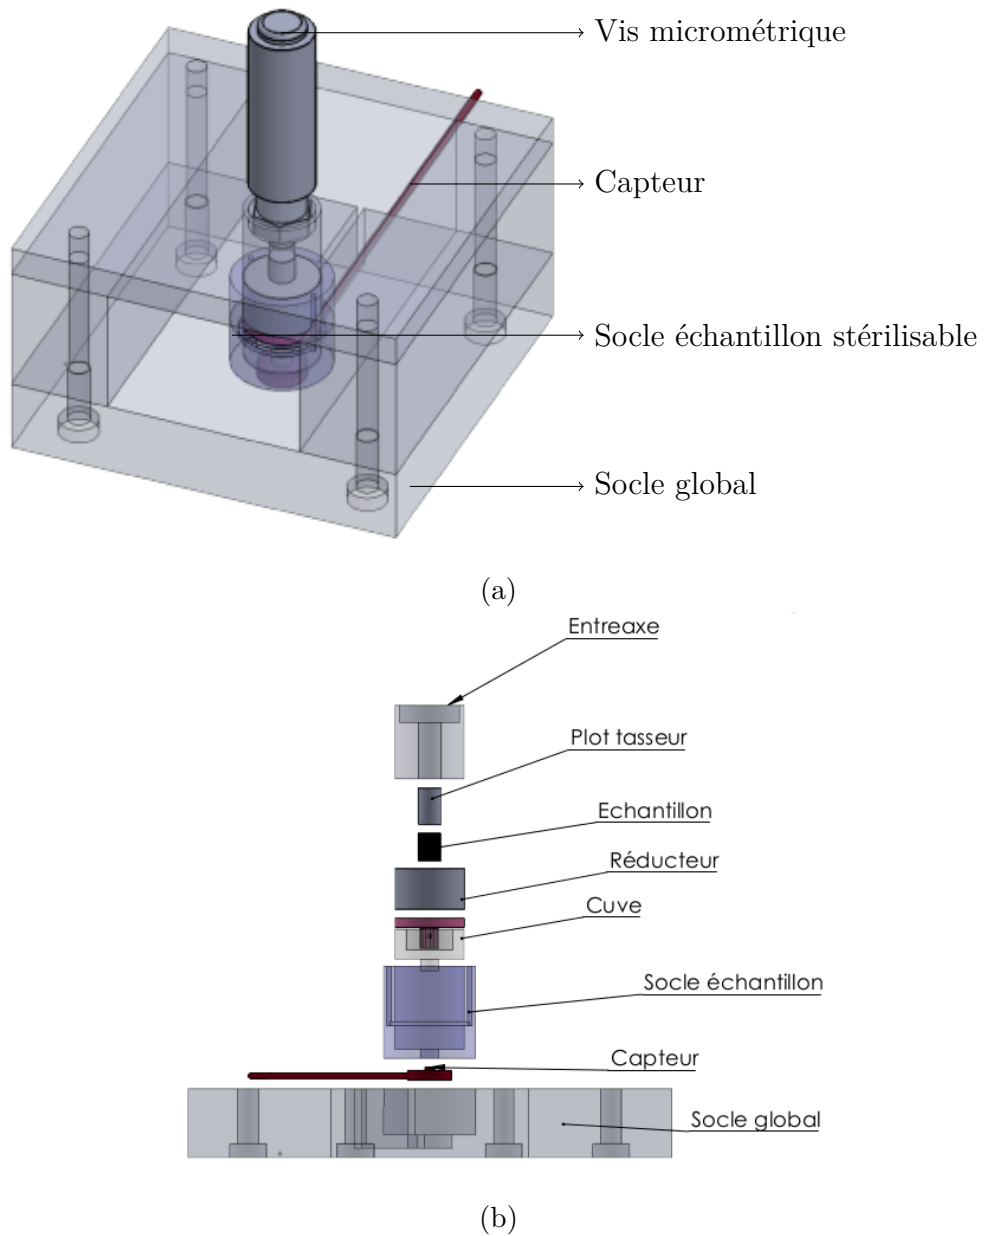 Vis micrométrique
Capteur
Socle échantillon stérilisable
Socle global
(a)
Entreaxe
Plot tasseur
Echantillon
Réducteur
Cuve
Socle échantillon
Capteur
Socle global
(b)